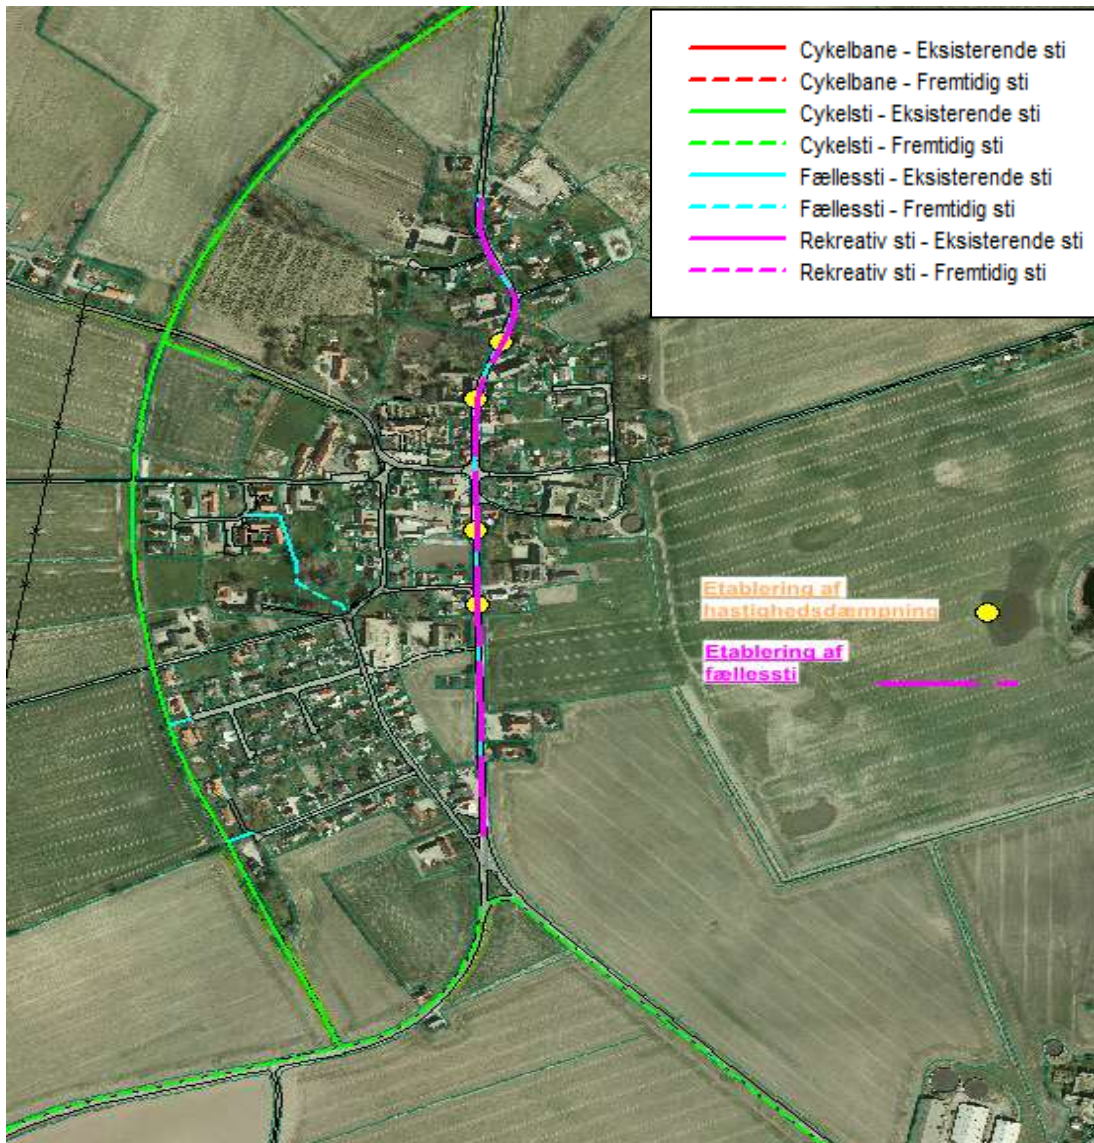 Cykelbane - Eksisterende sti
Cykelbane - Fremtidig sti
Cykelsti - Eksisterende sti
Cykelsti - Fremtidig sti
Fællessti - Eksisterende sti
Fællessti - Fremtidig sti
Rekreativ sti - Eksisterende sti
Rekreativ sti - Fremtidig sti
Etablering af
hastighedsdæmpning
Etablering af
fællessti